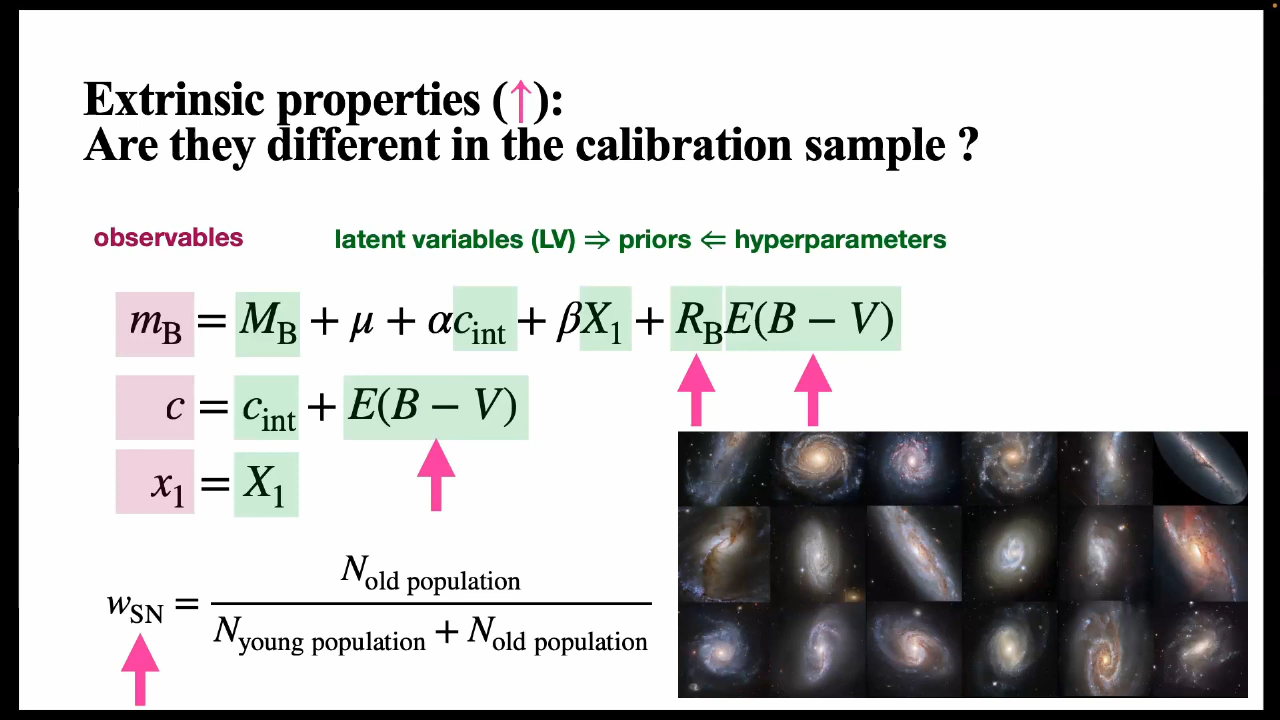 Extrinsic properties (↑):
Are they different in the calibration sample ?
observables
latent variables (LV) ⇒ priors ⇐ hyperparameters
m_B = M_B + μ + αc_int + βX_1 + R_B E(B − V)
c = c_int + E(B − V)
x_1 = X_1
w_SN = N_old population / N_young population + N_old population